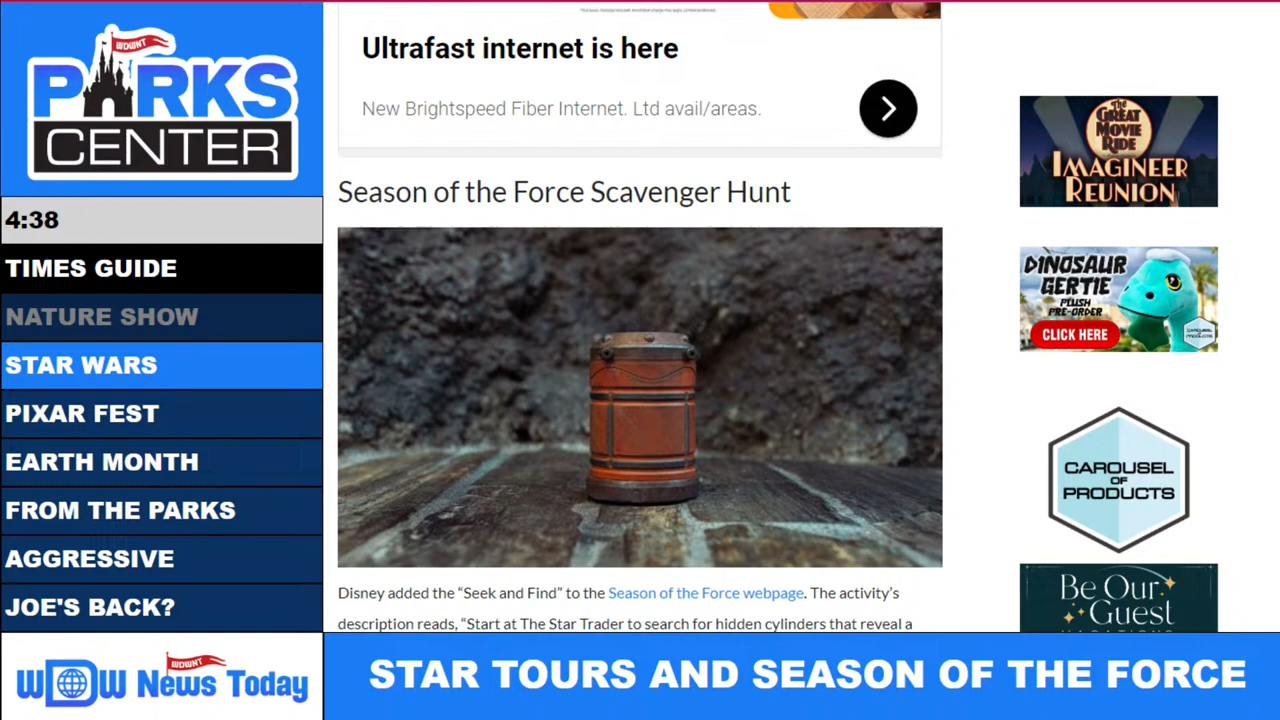 WDWNT
PARKS
CENTER
4:38
TIMES GUIDE
NATURE SHOW
STAR WARS
PIXAR FEST
EARTH MONTH
FROM THE PARKS
AGGRESSIVE
JOE'S BACK?
Ultrafast internet is here
New Brightspeed Fiber Internet. Ltd avail/areas.
Season of the Force Scavenger Hunt
Disney added the “Seek and Find” to the Season of the Force webpage. The activity’s
description reads, “Start at The Star Trader to search for hidden cylinders that reveal a
The
GREAT
MOVIE
RIDE
IMAGINEER
REUNION
DINOSAUR
GERTIE
PLUSH
PRE-ORDER
CLICK HERE
CAROUSEL
OF
PRODUCTS
CAROUSEL
OF
PRODUCTS
Be Our
Guest
VACATIONS
WDWNT
WDW News Today
STAR TOURS AND SEASON OF THE FORCE